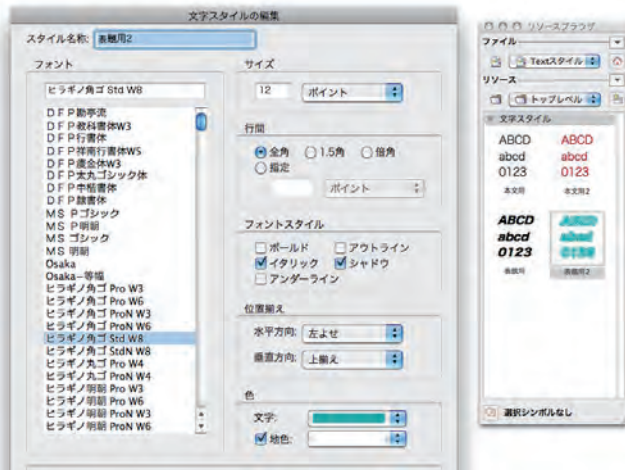 文字スタイルの編集
スタイル名称: 表題用2
フォント
ヒラギノ角ゴ Std W8
DFP勘亭流
DFP教科書体W3
DFP行書体
DFP祥南行書体W5
DFP痩金体W3
DFP太丸ゴシック体
DFP中楷書体
DFP隷書体
MS Pゴシック
MS P明朝
MS ゴシック
MS 明朝
Osaka
Osaka−等幅
ヒラギノ角ゴ Pro W3
ヒラギノ角ゴ Pro W6
ヒラギノ角ゴ ProN W3
ヒラギノ角ゴ ProN W6
ヒラギノ角ゴ Std W8
ヒラギノ角ゴ StdN W8
ヒラギノ丸ゴ Pro W4
ヒラギノ丸ゴ ProN W4
ヒラギノ明朝 Pro W3
ヒラギノ明朝 Pro W6
ヒラギノ明朝 ProN W3
ヒラギノ明朝 ProN W6
サイズ
12 ポイント
行間
全角 1.5角 倍角
指定
ポイント
フォントスタイル
ボールド アウトライン
イタリック シャドウ
アンダーライン
位置揃え
水平方向: 左よせ
垂直方向: 上揃え
色
文字:
地色:
リソースブラウザ
ファイル
Textスタイル
リソース
トップレベル
文字スタイル
ABCD ABCD
abcd abcd
0123 0123
本文用 本文用2
ABCD ABCD
abcd abcd
0123 0123
表題用 表題用2
選択シンボルなし